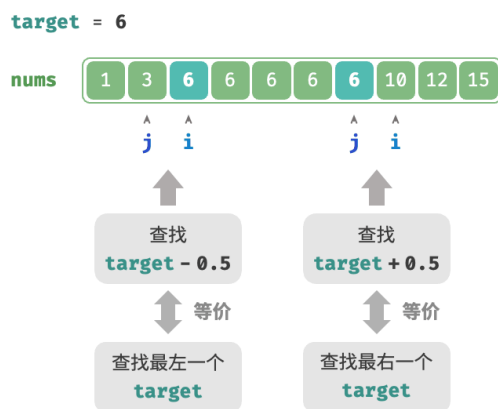 target = 6
nums 1 3 6 6 6 6 6 10 12 15
j i j i
查找 查找
target - 0.5 target + 0.5
等价 等价
查找最左一个 查找最右一个
target target